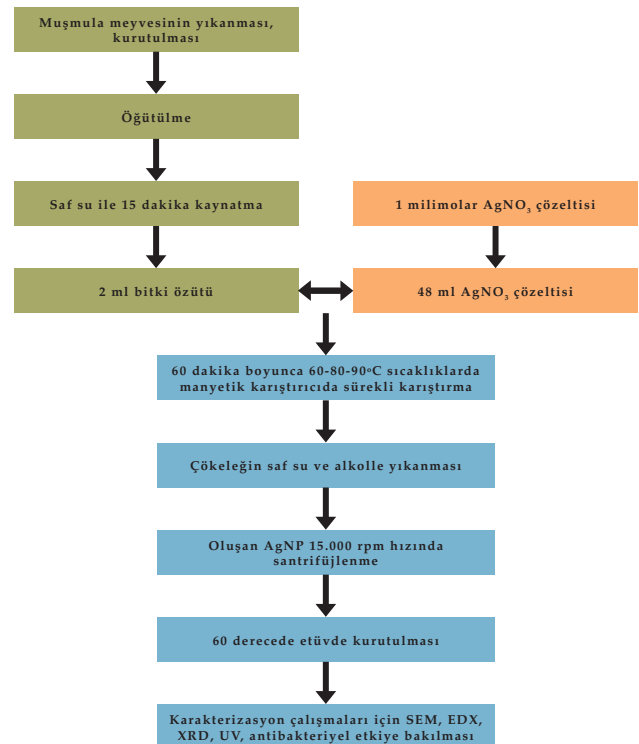 Muşmula meyvesinin yıkanması,
kurutulması
Öğütülme
Saf su ile 15 dakika kaynatma
1 milimolar AgNO₃ çözeltisi
2 ml bitki özütü
48 ml AgNO₃ çözeltisi
60 dakika boyunca 60-80-90°C sıcaklıklarda
manyetik karıştırıcıda sürekli karıştırma
Çökeleğin saf su ve alkolle yıkanması
Oluşan AgNP 15.000 rpm hızında
santrifüjlenme
60 derecede etüvde kurutulması
Karakterizasyon çalışmaları için SEM, EDX,
XRD, UV, antibakteriyel etkiye bakılması